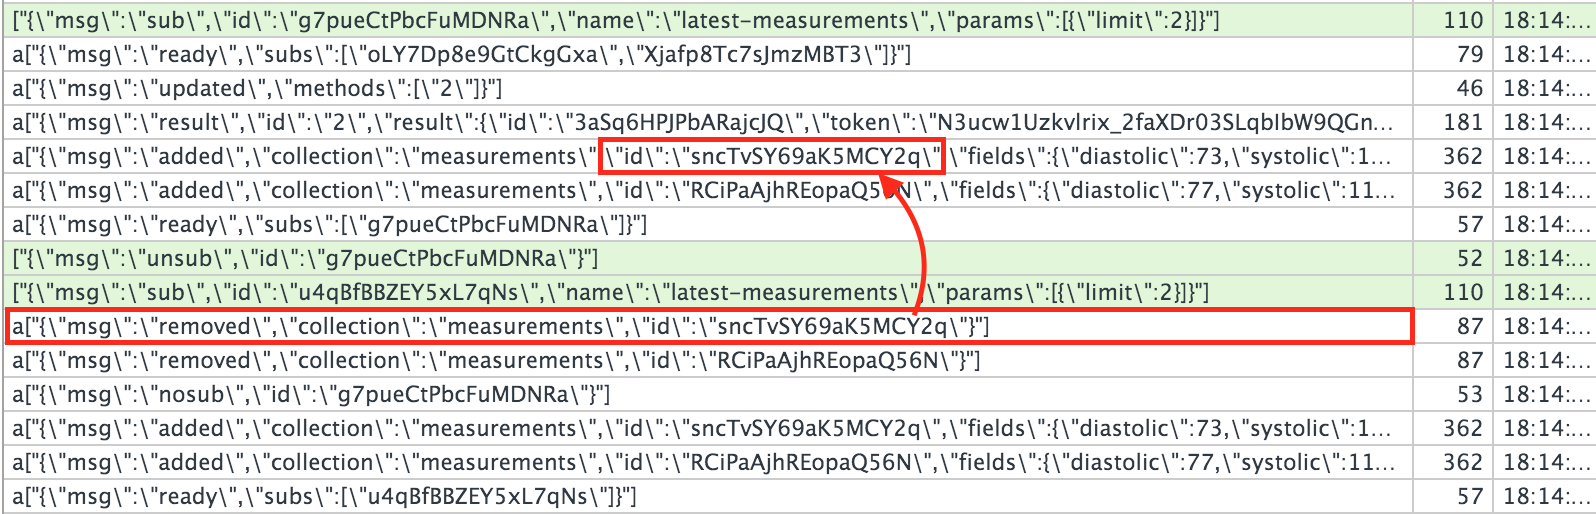 ["{\"msg\":\"sub\",\"id\":\"g7pueCtPbcFuMDNRa\",\"name\":\"latest-measurements\",\"params\":[{\"limit\":2}]}"] 110 18:14:...
a["{\"msg\":\"ready\",\"subs\":[\"oLY7Dp8e9GtCkgGxa\",\"Xjafp8Tc7sJmzMBT3\"]}"] 79 18:14:...
a["{\"msg\":\"updated\",\"methods\":[\"2\"]}"] 46 18:14:...
a["{\"msg\":\"result\",\"id\":\"2\",\"result\":{\"id\":\"3aSq6HPJPbARajcJQ\",\"token\":\"N3ucw1UzkvIrix_2faXDr03SLqbIbW9QGn... 181 18:14:...
a["{\"msg\":\"added\",\"collection\":\"measurements\",\"id\":\"sncTvSY69aK5MCY2q\",\"fields\":{\"diastolic\":73,\"systolic\":1... 362 18:14:...
a["{\"msg\":\"added\",\"collection\":\"measurements\",\"id\":\"RCiPaAjhREopaQ56N\",\"fields\":{\"diastolic\":77,\"systolic\":11... 362 18:14:...
a["{\"msg\":\"ready\",\"subs\":[\"g7pueCtPbcFuMDNRa\"]}"] 57 18:14:...
["{\"msg\":\"unsub\",\"id\":\"g7pueCtPbcFuMDNRa\"}"] 52 18:14:...
["{\"msg\":\"sub\",\"id\":\"u4qBfBBZEY5xL7qNs\",\"name\":\"latest-measurements\",\"params\":[{\"limit\":2}]}"] 110 18:14:...
a["{\"msg\":\"removed\",\"collection\":\"measurements\",\"id\":\"sncTvSY69aK5MCY2q\"}"] 87 18:14:...
a["{\"msg\":\"removed\",\"collection\":\"measurements\",\"id\":\"RCiPaAjhREopaQ56N\"}"] 87 18:14:...
a["{\"msg\":\"nosub\",\"id\":\"g7pueCtPbcFuMDNRa\"}"] 53 18:14:...
a["{\"msg\":\"added\",\"collection\":\"measurements\",\"id\":\"sncTvSY69aK5MCY2q\",\"fields\":{\"diastolic\":73,\"systolic\":1... 362 18:14:...
a["{\"msg\":\"added\",\"collection\":\"measurements\",\"id\":\"RCiPaAjhREopaQ56N\",\"fields\":{\"diastolic\":77,\"systolic\":11... 362 18:14:...
a["{\"msg\":\"ready\",\"subs\":[\"u4qBfBBZEY5xL7qNs\"]}"] 57 18:14:...